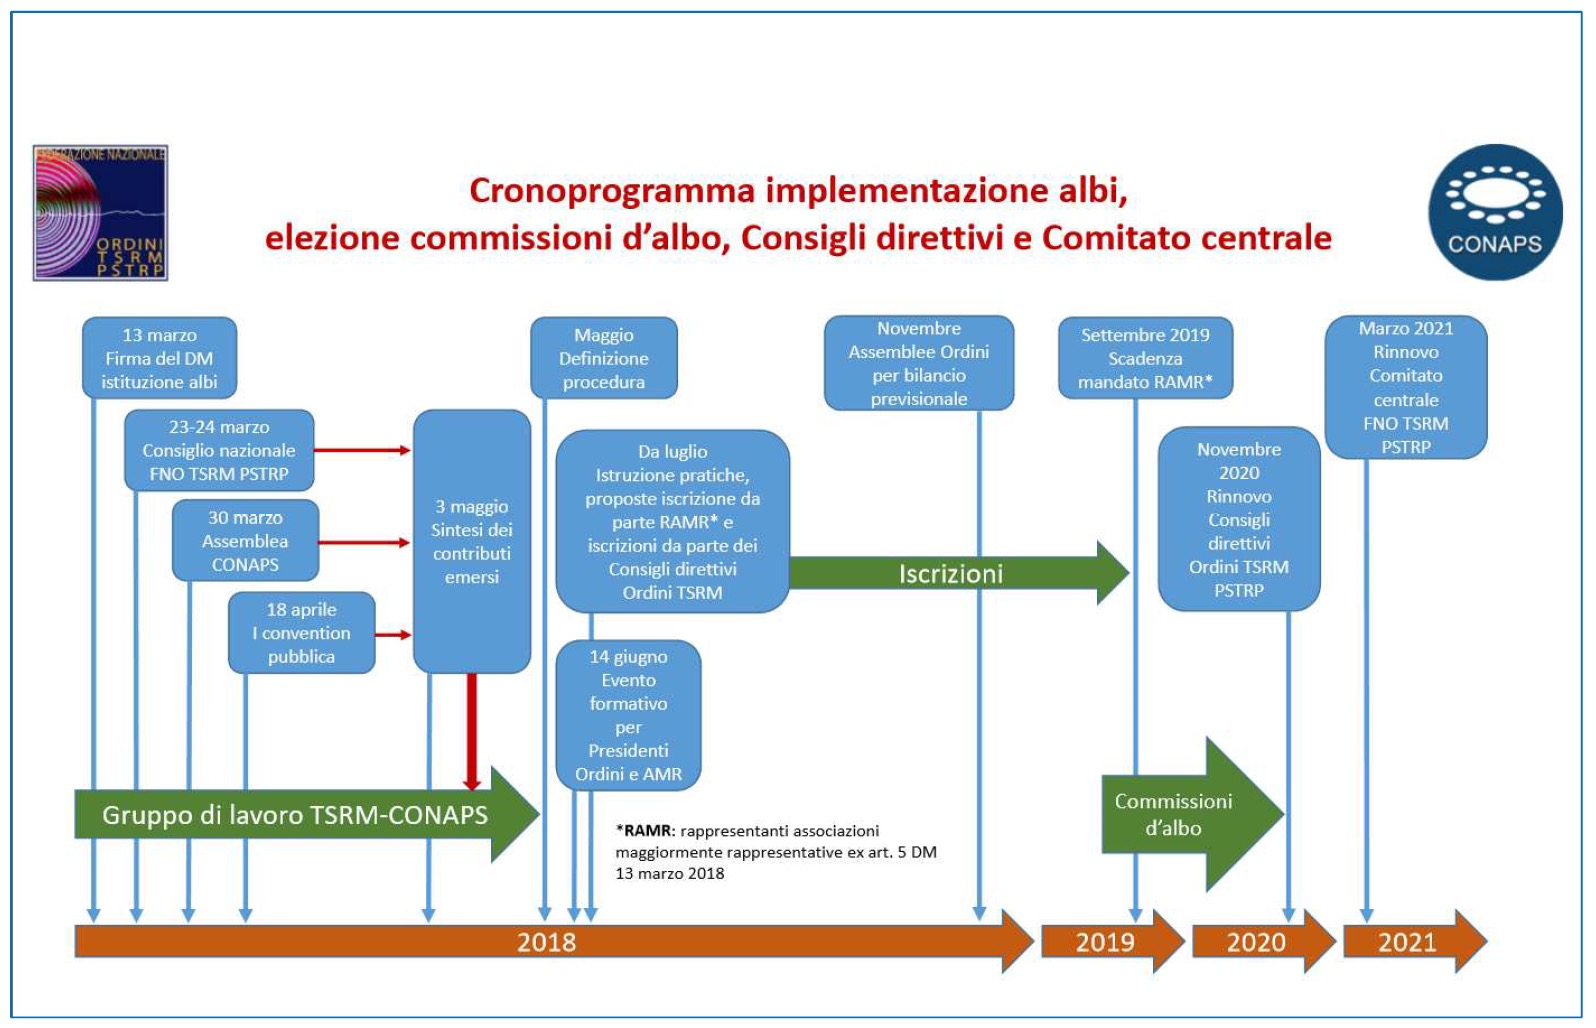 FEDERAZIONE NAZIONALE
ORDINI
TSRM
PSTRP
Cronoprogramma implementazione albi,
elezione commissioni d’albo, Consigli direttivi e Comitato centrale
CONAPS
13 marzo
Firma del DM
istituzione albi
23-24 marzo
Consiglio nazionale
FNO TSRM PSTRP
30 marzo
Assemblea
CONAPS
18 aprile
I convention
pubblica
3 maggio
Sintesi dei
contributi
emersi
Maggio
Definizione
procedura
Da luglio
Istruzione pratiche,
proposte iscrizione da
parte RAMR* e
iscrizioni da parte dei
Consigli direttivi
Ordini TSRM
14 giugno
Evento
formativo
per
Presidenti
Ordini e AMR
Novembre
Assemblee Ordini
per bilancio
previsionale
Iscrizioni
Settembre 2019
Scadenza
mandato RAMR*
Novembre
2020
Rinnovo
Consigli
direttivi
Ordini TSRM
PSTRP
Marzo 2021
Rinnovo
Comitato
centrale
FNO TSRM
PSTRP
Gruppo di lavoro TSRM-CONAPS
Commissioni
d’albo
*RAMR: rappresentanti associazioni
maggiormente rappresentative ex art. 5 DM
13 marzo 2018
2018
2019
2020
2021